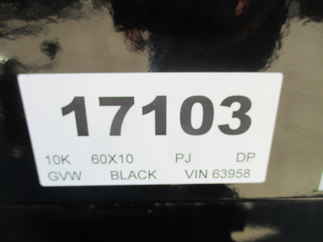 17103
10K 60X10 PJ DP
GVW BLACK VIN 63958